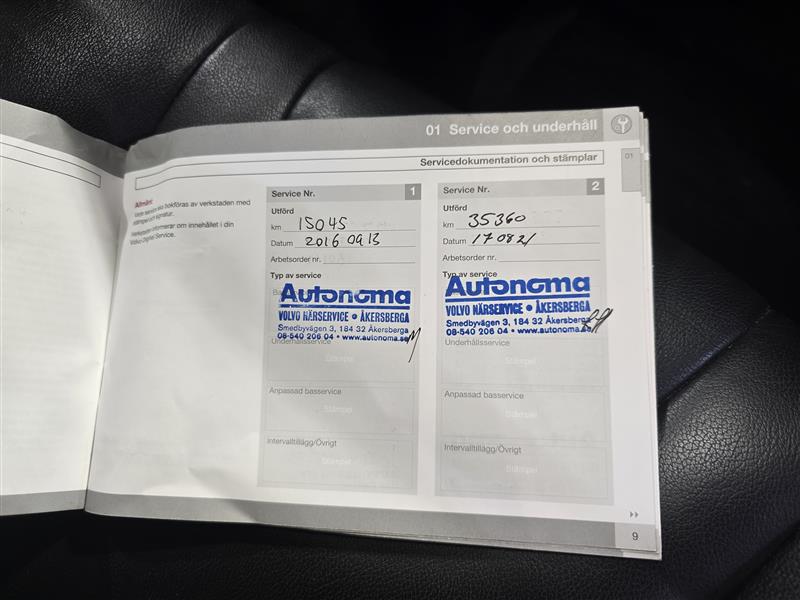 01 Service och underhåll
Servicedokumentation och stämplar
01
Allmänt
Varje service ska bokföras av verkstaden med
stämpel och signatur.
Verkstaden informerar om innehållet i din
Volvo Digital Service.
Service Nr. 1
Utförd
km 15045
Datum 2016 09 13
Arbetsorder nr.
Typ av service
Autonoma
VOLVO NÄRSERVICE • ÅKERSBERGA
Smedbyvägen 3, 184 32 Åkersberga
08-540 206 04 • www.autonoma.se
Underhållsservice
Stämpel
Anpassad basservice
Stämpel
Intervalltillägg/Övrigt
Stämpel
Service Nr. 2
Utförd
km 35360
Datum 170821
Arbetsorder nr.
Typ av service
Autonoma
VOLVO NÄRSERVICE • ÅKERSBERGA
Smedbyvägen 3, 184 32 Åkersberga
08-540 206 04 • www.autonoma.se
Underhållsservice
Stämpel
Anpassad basservice
Stämpel
Intervalltillägg/Övrigt
Stämpel
9